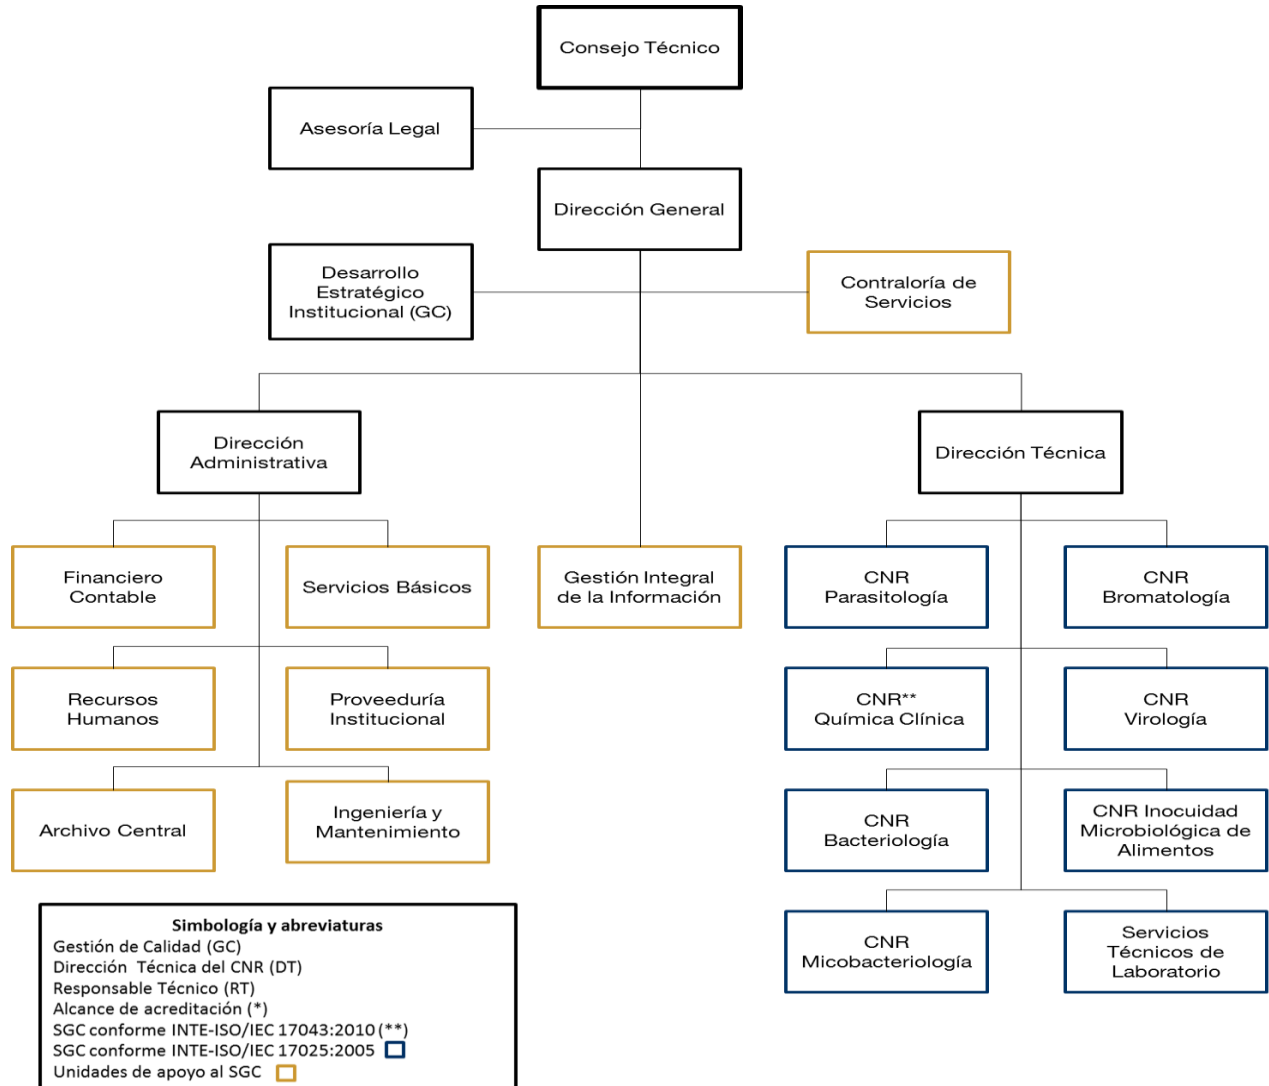 Consejo Técnico
Asesoría Legal
Dirección General
Desarrollo
Estratégico
Institucional (GC)
Contraloría de
Servicios
Dirección
Administrativa
Dirección Técnica
Financiero
Contable
Servicios Básicos
Gestión Integral
de la Información
CNR
Parasitología
CNR
Bromatología
Recursos
Humanos
Proveeduría
Institucional
CNR**
Química Clínica
CNR
Virología
Archivo Central
Ingeniería y
Mantenimiento
CNR
Bacteriología
CNR Inocuidad
Microbiológica de
Alimentos
CNR
Micobacteriología
Servicios
Técnicos de
Laboratorio
Simbología y abreviaturas
Gestión de Calidad (GC)
Dirección Técnica del CNR (DT)
Responsable Técnico (RT)
Alcance de acreditación (*)
SGC conforme INTE-ISO/IEC 17043:2010 (**)
SGC conforme INTE-ISO/IEC 17025:2005
Unidades de apoyo al SGC